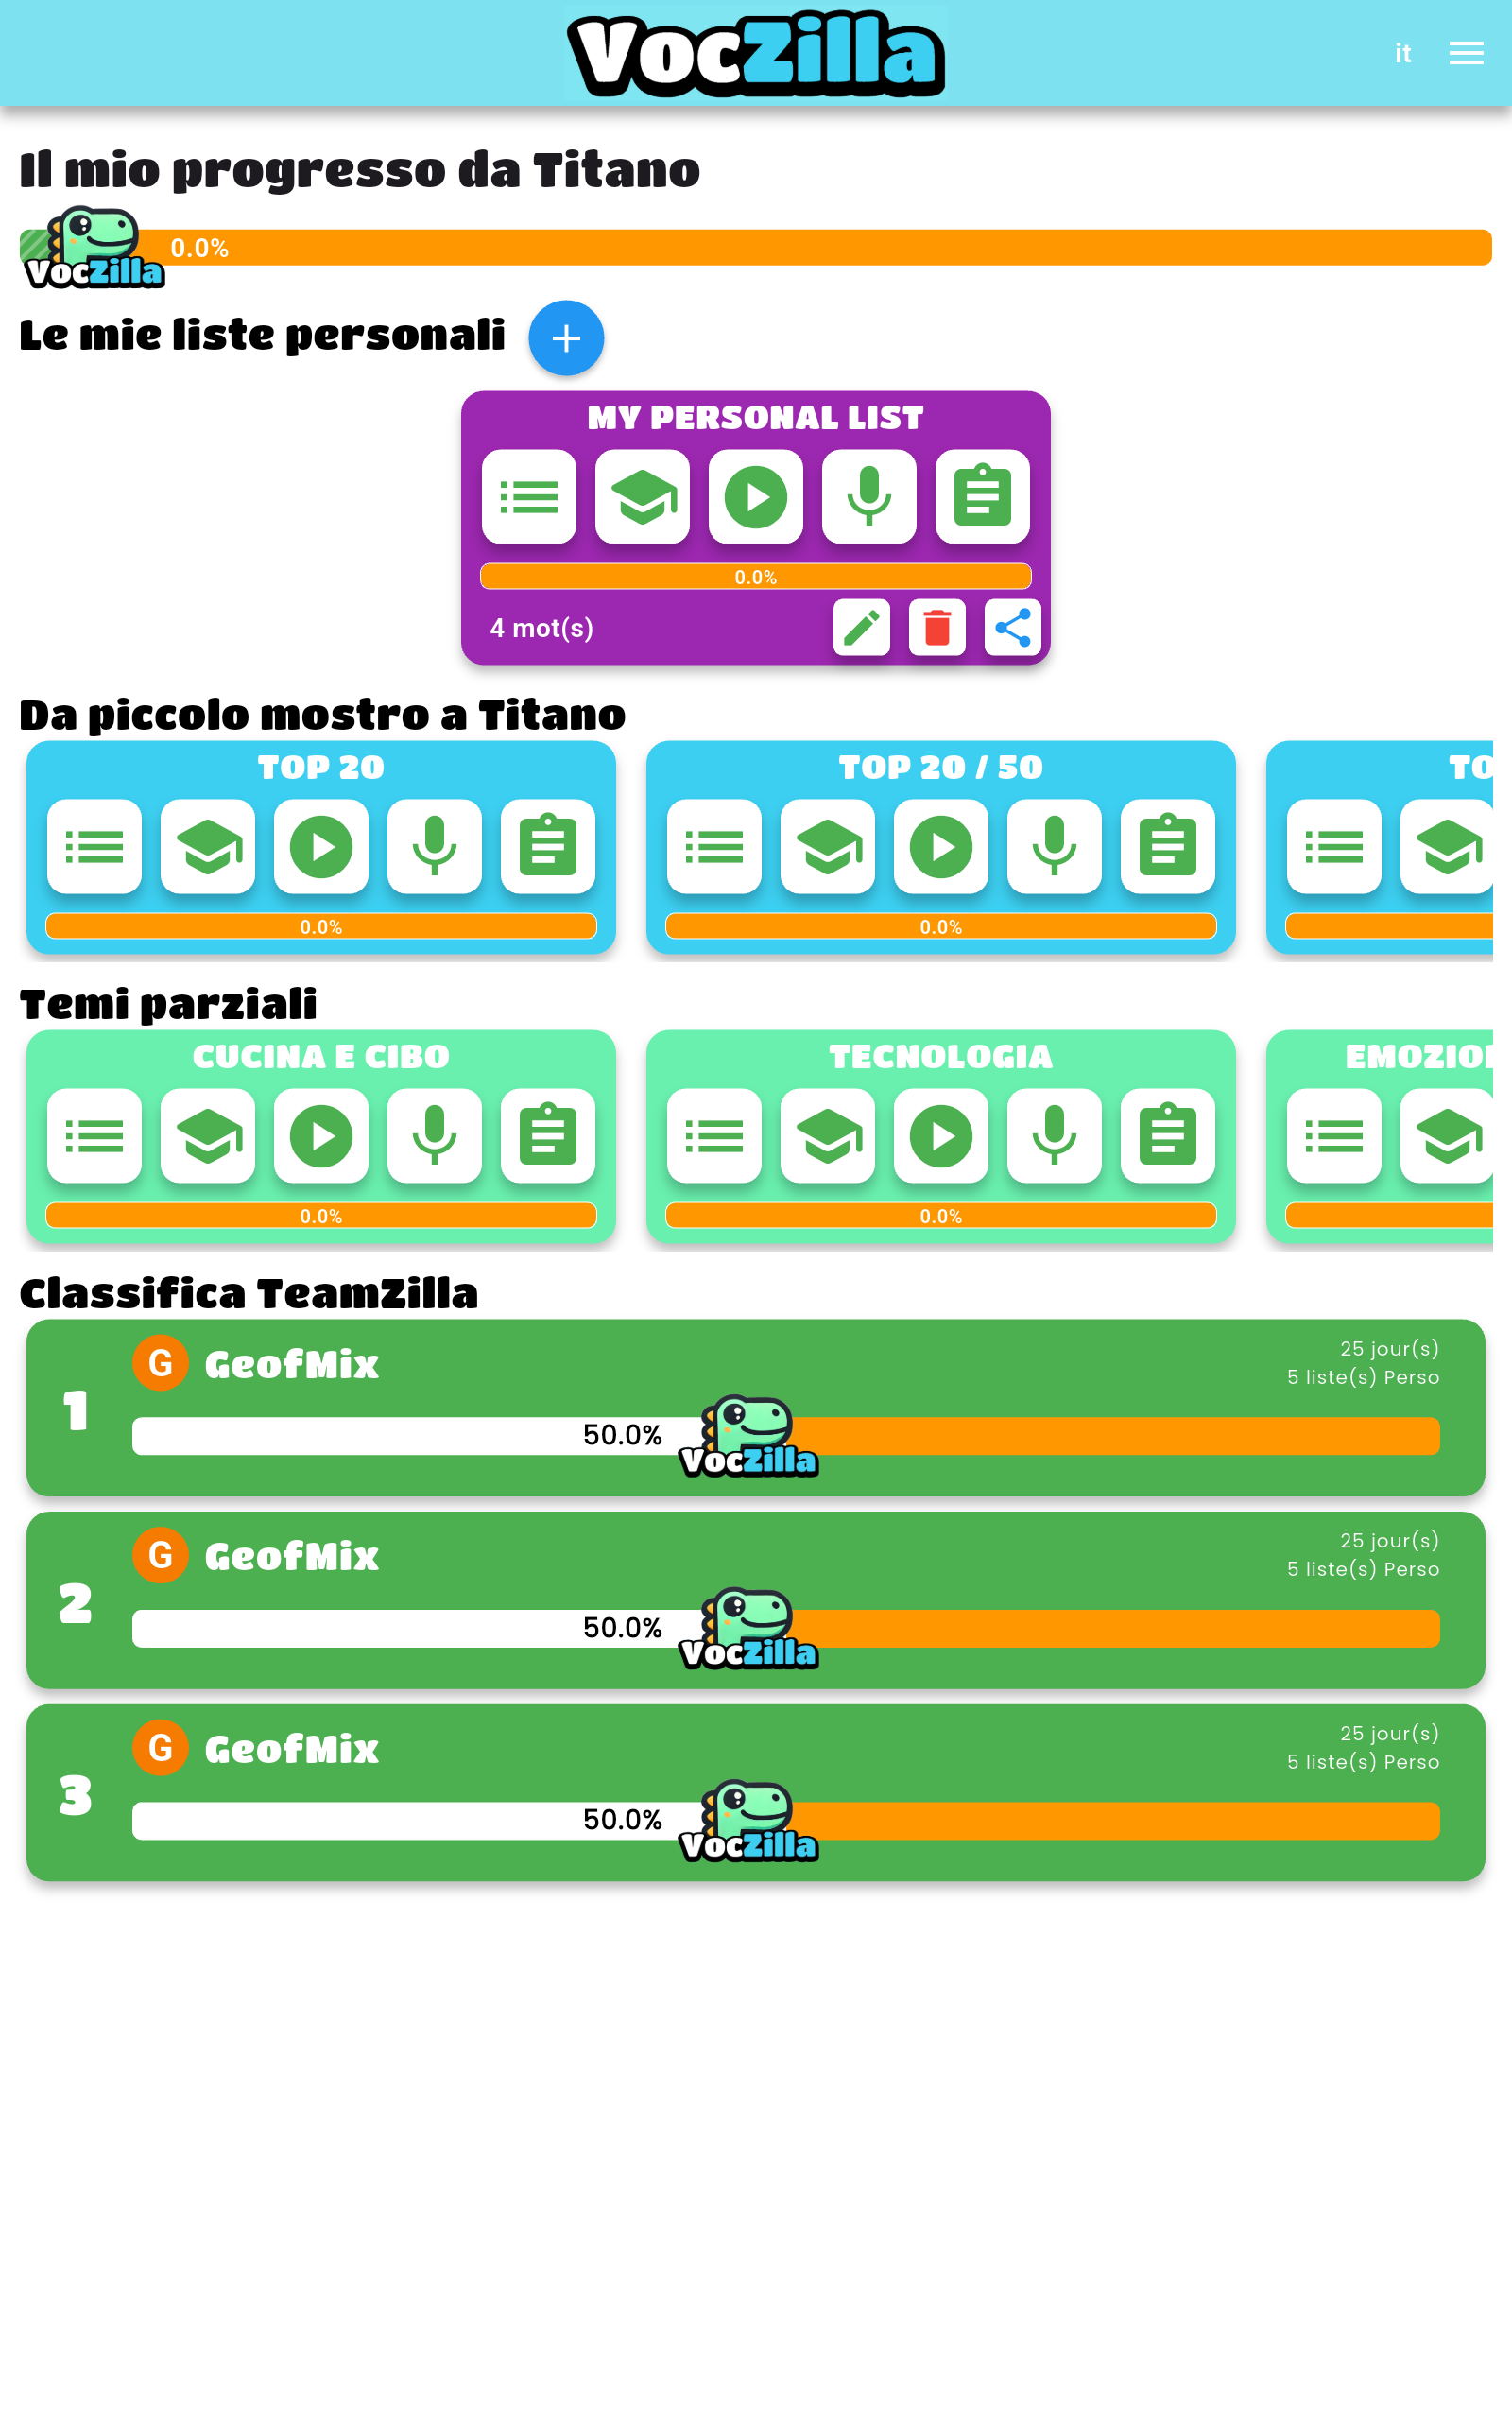 VocZilla
it
Il mio progresso da Titano
0.0%
VocZilla
Le mie liste personali
MY PERSONAL LIST
0.0%
4 mot(s)
Da piccolo mostro a Titano
TOP 20
TOP 20 / 50
TO
0.0%
0.0%
Temi parziali
CUCINA E CIBO
TECNOLOGIA
0.0%
0.0%
Classifica TeamZilla
1
G
GeofMix
25 jour(s)
5 liste(s) Perso
50.0%
VocZilla
2
G
GeofMix
25 jour(s)
5 liste(s) Perso
50.0%
VocZilla
3
G
GeofMix
25 jour(s)
5 liste(s) Perso
50.0%
VocZilla